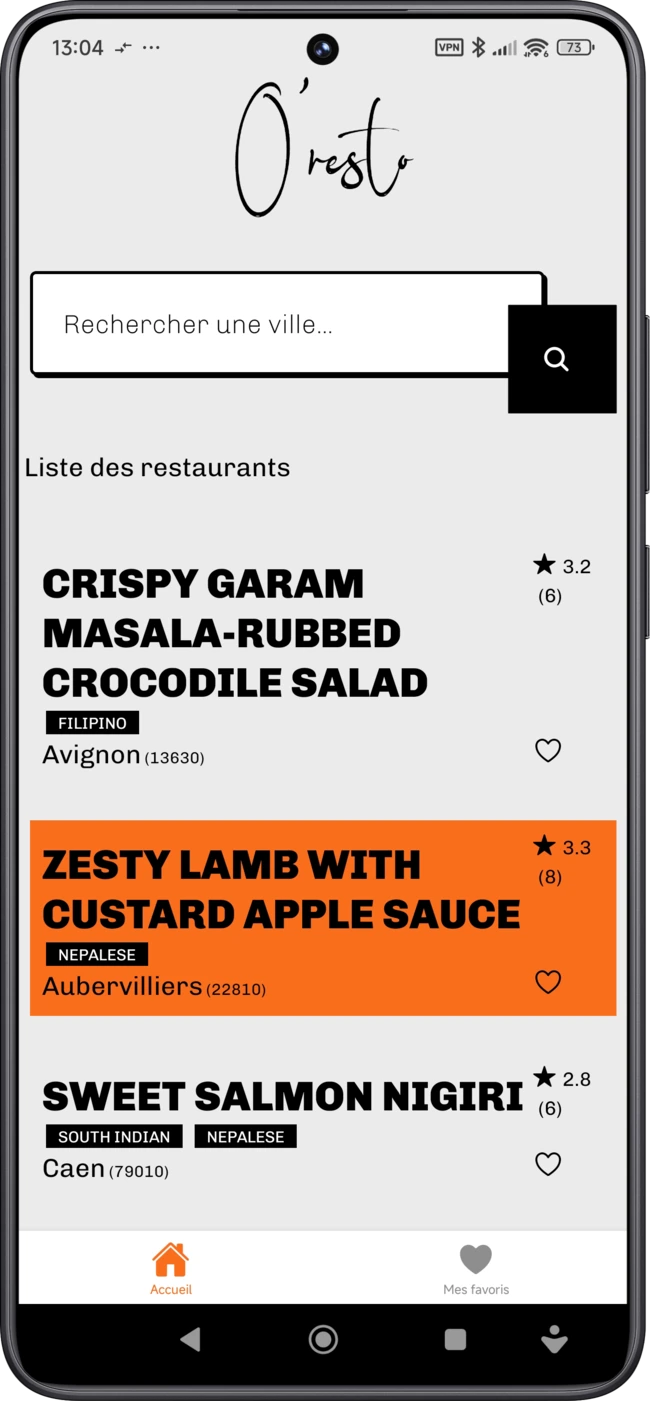 13:04
VPN
73
O'resto
Rechercher une ville...
Liste des restaurants
CRISPY GARAM
MASALA-RUBBED
CROCODILE SALAD
3.2
(6)
FILIPINO
Avignon (13630)
ZESTY LAMB WITH
CUSTARD APPLE SAUCE
3.3
(8)
NEPALESE
Aubervilliers (22810)
SWEET SALMON NIGIRI
2.8
(6)
SOUTH INDIAN NEPALESE
Caen (79010)
Accueil
Mes favoris